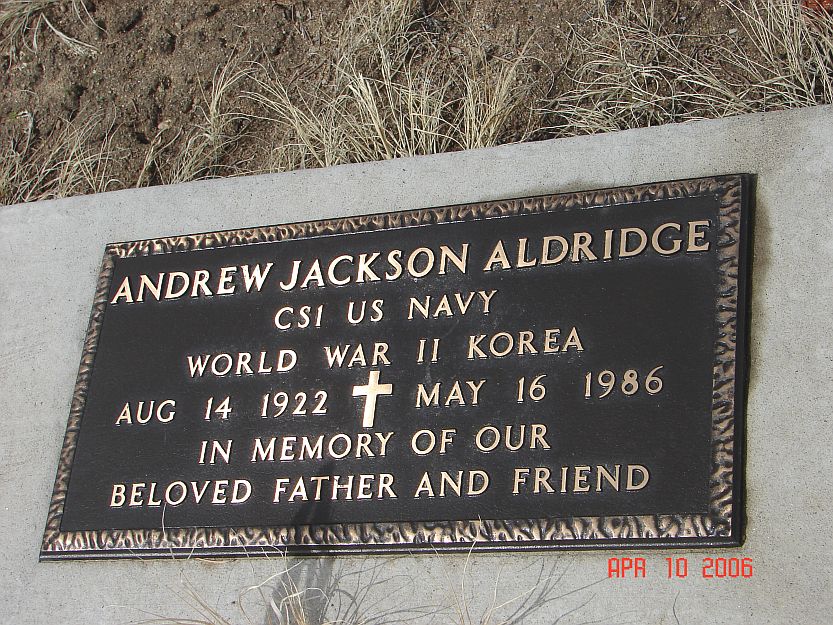 ANDREW JACKSON ALDRIDGE
CS1 US NAVY
WORLD WAR II KOREA
AUG 14 1922 MAY 16 1986
IN MEMORY OF OUR
BELOVED FATHER AND FRIEND
APR 10 2006